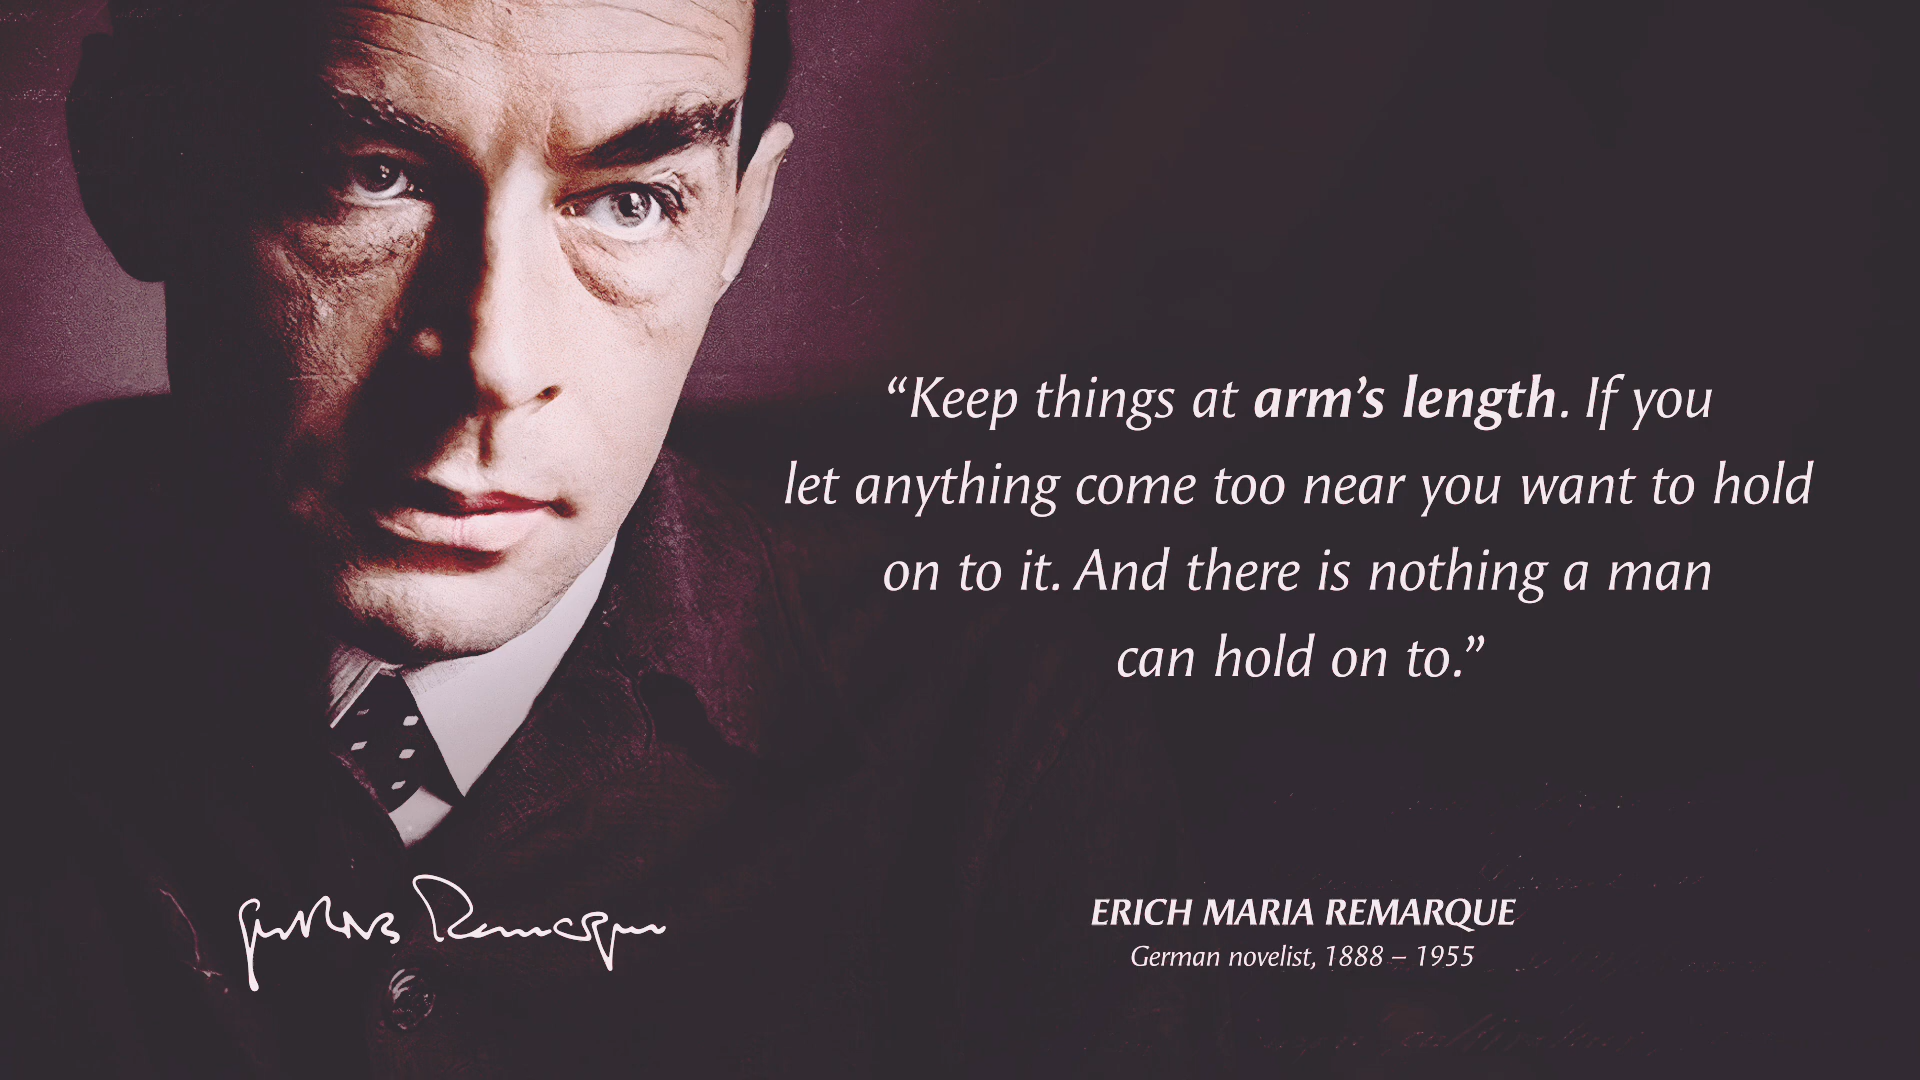 “Keep things at arm’s length. If you
let anything come too near you want to hold
on to it. And there is nothing a man
can hold on to.”
Remarque
ERICH MARIA REMARQUE
German novelist, 1888 – 1955